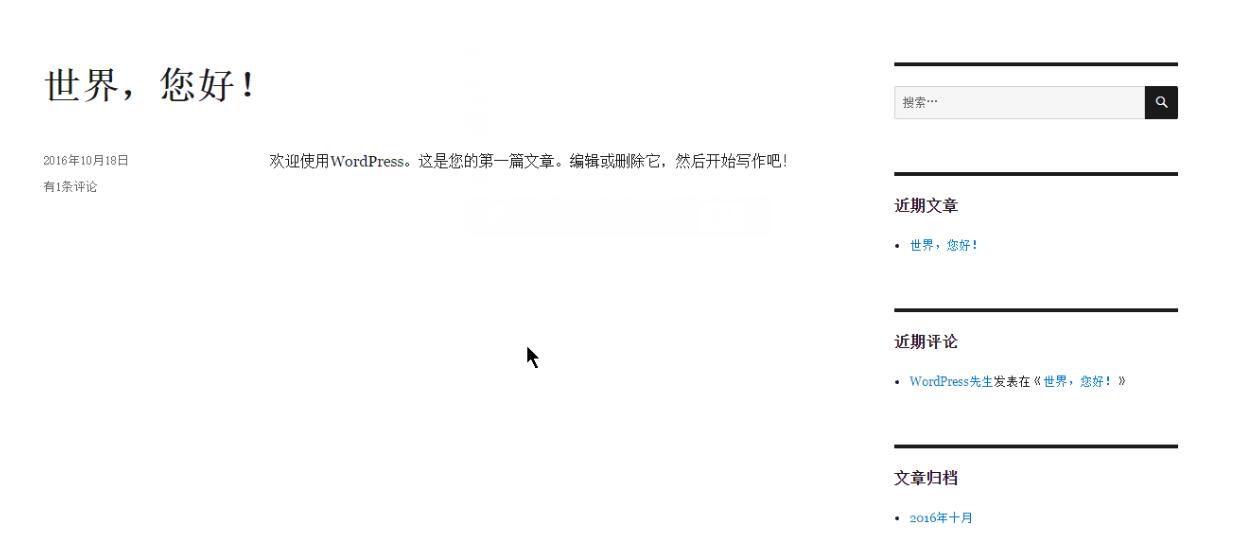 世界，您好！
2016年10月18日
有1条评论
欢迎使用WordPress。这是您的第一篇文章。编辑或删除它，然后开始写作吧！
搜索…
近期文章
世界，您好！
近期评论
WordPress先生发表在《世界，您好！》
文章归档
2016年十月